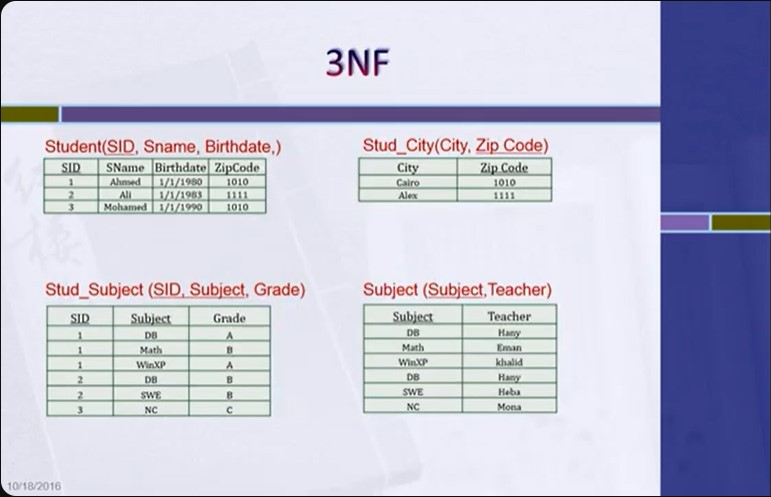 3NF
Student(SID, Sname, Birthdate,)
SID SName Birthdate ZipCode
1 Ahmed 1/1/1980 1010
2 Ali 1/1/1983 1111
3 Mohamed 1/1/1990 1010
Stud_City(City, Zip Code)
City Zip Code
Cairo 1010
Alex 1111
Stud_Subject (SID, Subject, Grade)
SID Subject Grade
1 DB A
1 Math B
1 WinXP A
2 DB B
2 SWE B
3 NC C
Subject (Subject,Teacher)
Subject Teacher
DB Hany
Math Eman
WinXP khalid
DB Hany
SWE Heba
NC Mona
10/18/2016